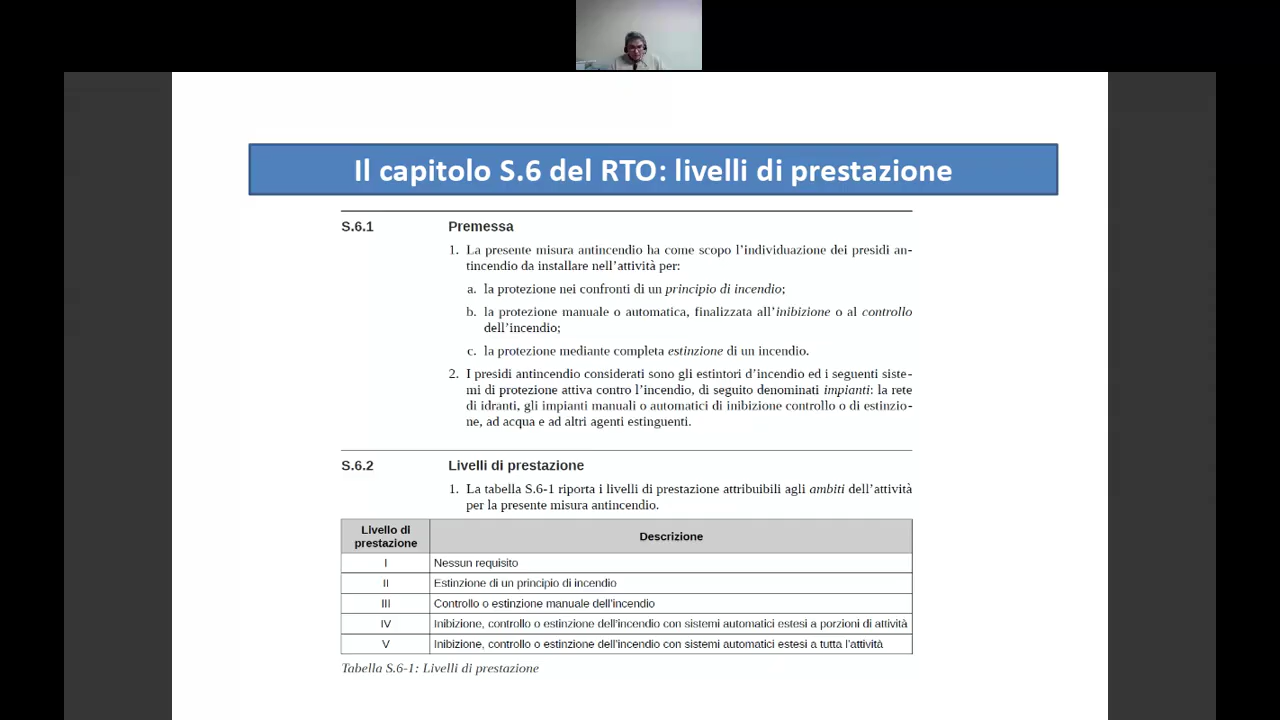 Il capitolo S.6 del RTO: livelli di prestazione
S.6.1 Premessa
1. La presente misura antincendio ha come scopo l'individuazione dei presidi an-
tincendio da installare nell'attività per:
a. la protezione nei confronti di un principio di incendio;
b. la protezione manuale o automatica, finalizzata all'inibizione o al controllo
dell'incendio;
c. la protezione mediante completa estinzione di un incendio.
2. I presidi antincendio considerati sono gli estintori d'incendio ed i seguenti siste-
mi di protezione attiva contro l'incendio, di seguito denominati impianti: la rete
di idranti, gli impianti manuali o automatici di inibizione controllo o di estinzio-
ne, ad acqua e ad altri agenti estinguenti.
S.6.2 Livelli di prestazione
1. La tabella S.6-1 riporta i livelli di prestazione attribuibili agli ambiti dell'attività
per la presente misura antincendio.
Livello di
prestazione
Descrizione
I Nessun requisito
II Estinzione di un principio di incendio
III Controllo o estinzione manuale dell'incendio
IV Inibizione, controllo o estinzione dell'incendio con sistemi automatici estesi a porzioni di attività
V Inibizione, controllo o estinzione dell'incendio con sistemi automatici estesi a tutta l'attività
Tabella S.6-1: Livelli di prestazione